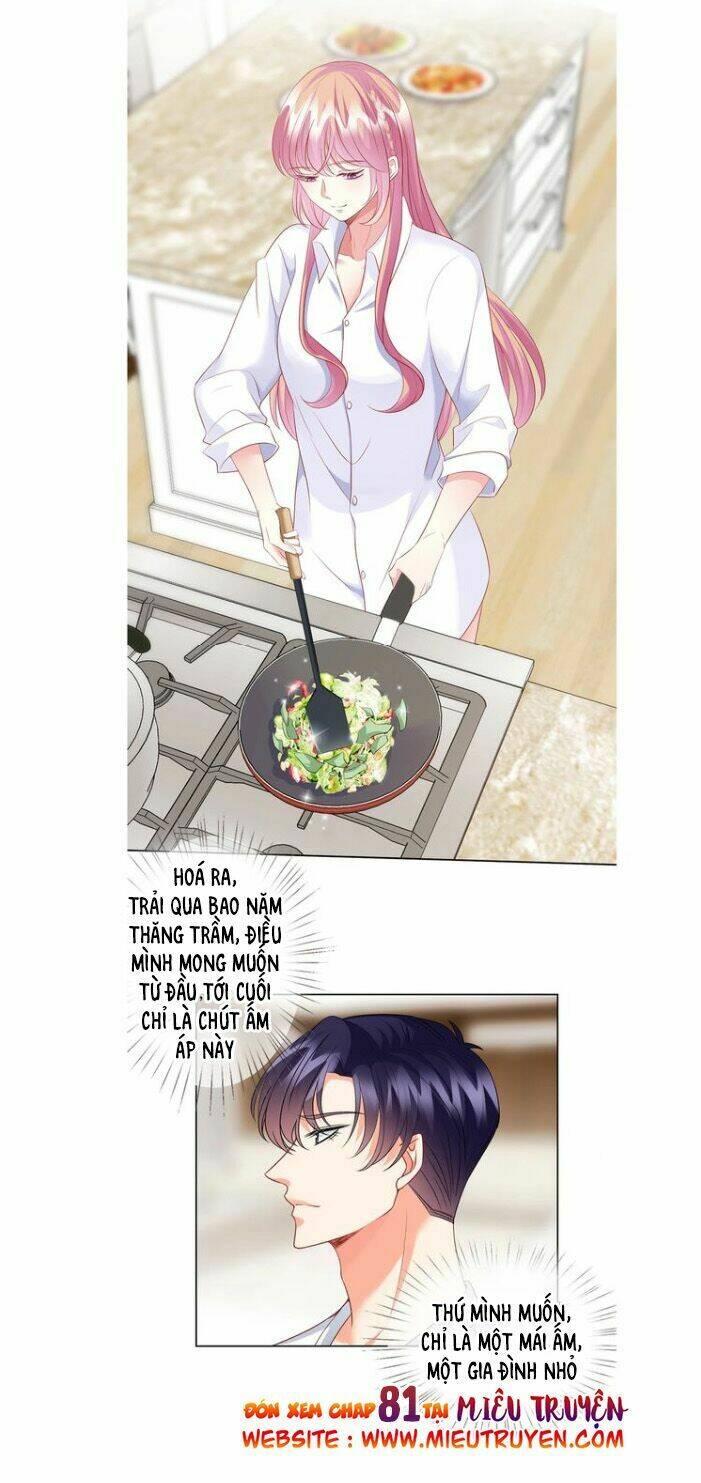 HOÁ RA,
TRẢI QUA BAO NĂM
THĂNG TRẦM, ĐIỀU
MÌNH MONG MUỐN
TỪ ĐẦU TỚI CUỐI
CHỈ LÀ CHÚT ẤM
ÁP NÀY
THỨ MÌNH MUỐN,
CHỈ LÀ MỘT MÁI ẤM,
MỘT GIA ĐÌNH NHỎ
ĐÓN XEM CHAP 81 TẠI MIÊU TRUYỆN
WEBSITE : WWW.MIEUTRUYEN.COM